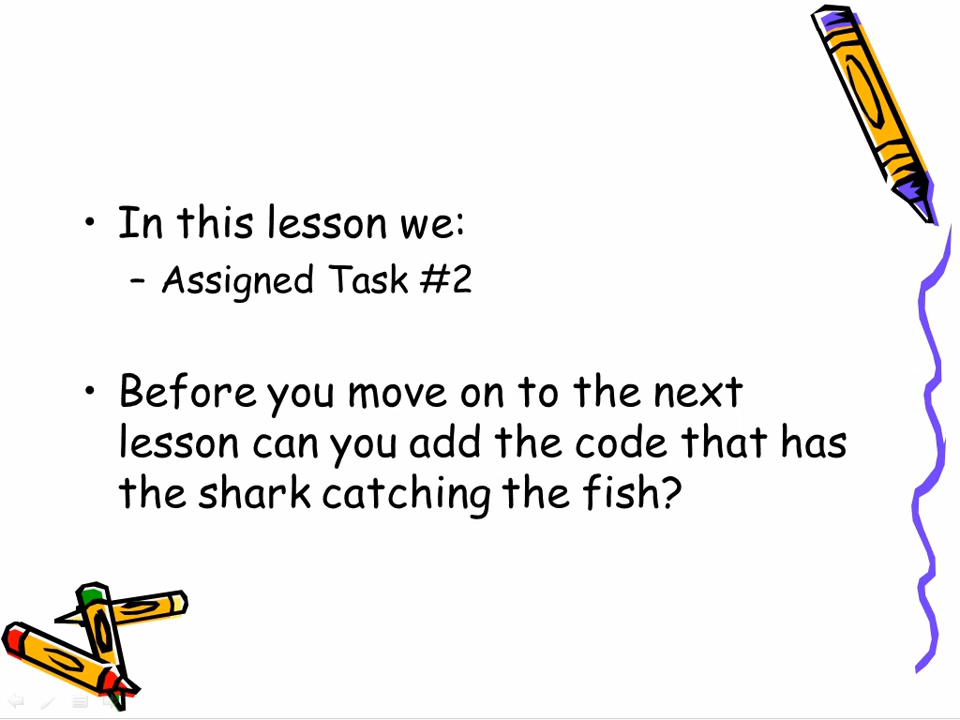 • In this lesson we:
– Assigned Task #2
• Before you move on to the next
lesson can you add the code that has
the shark catching the fish?